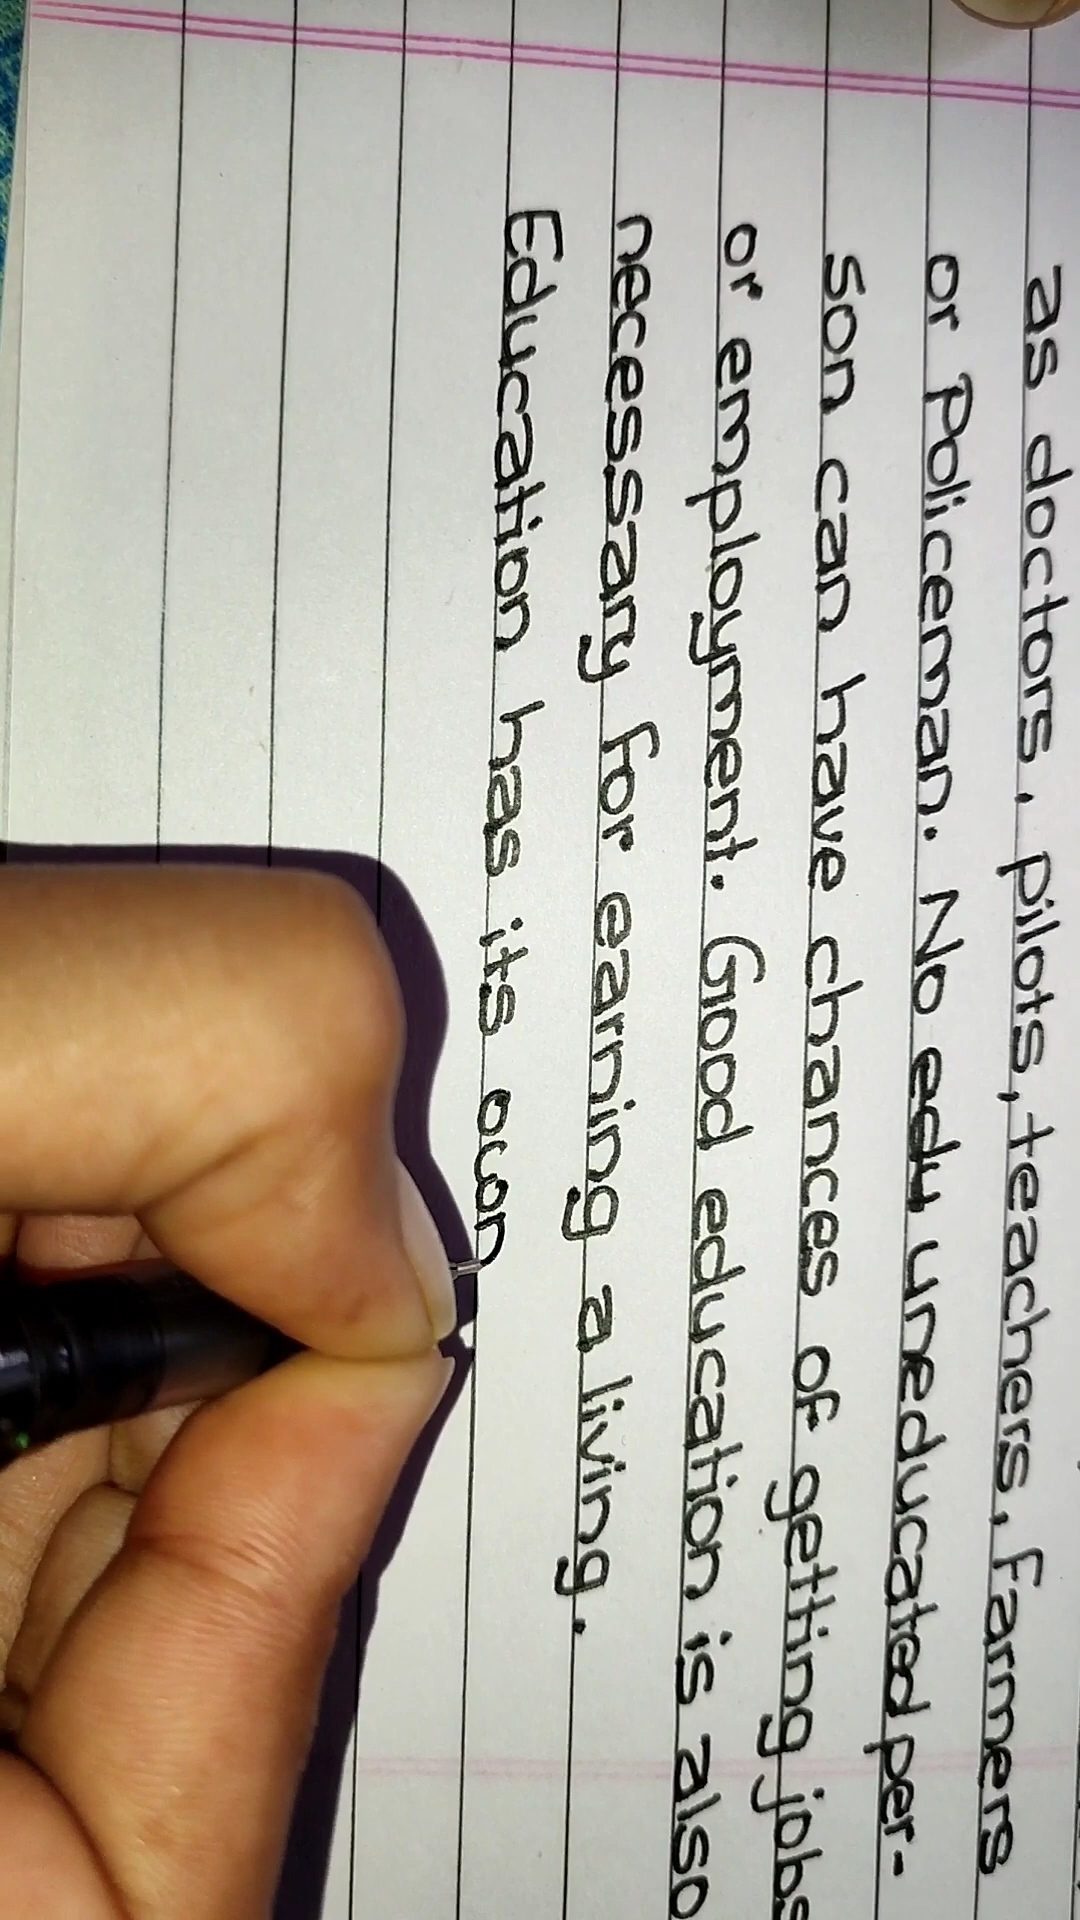 as doctors, pilots, teachers, farmers
or Policeman. No edu uneducated per-
son can have chances of getting jobs
or employment. Good education is also
necessary for earning a living.
Education has its own